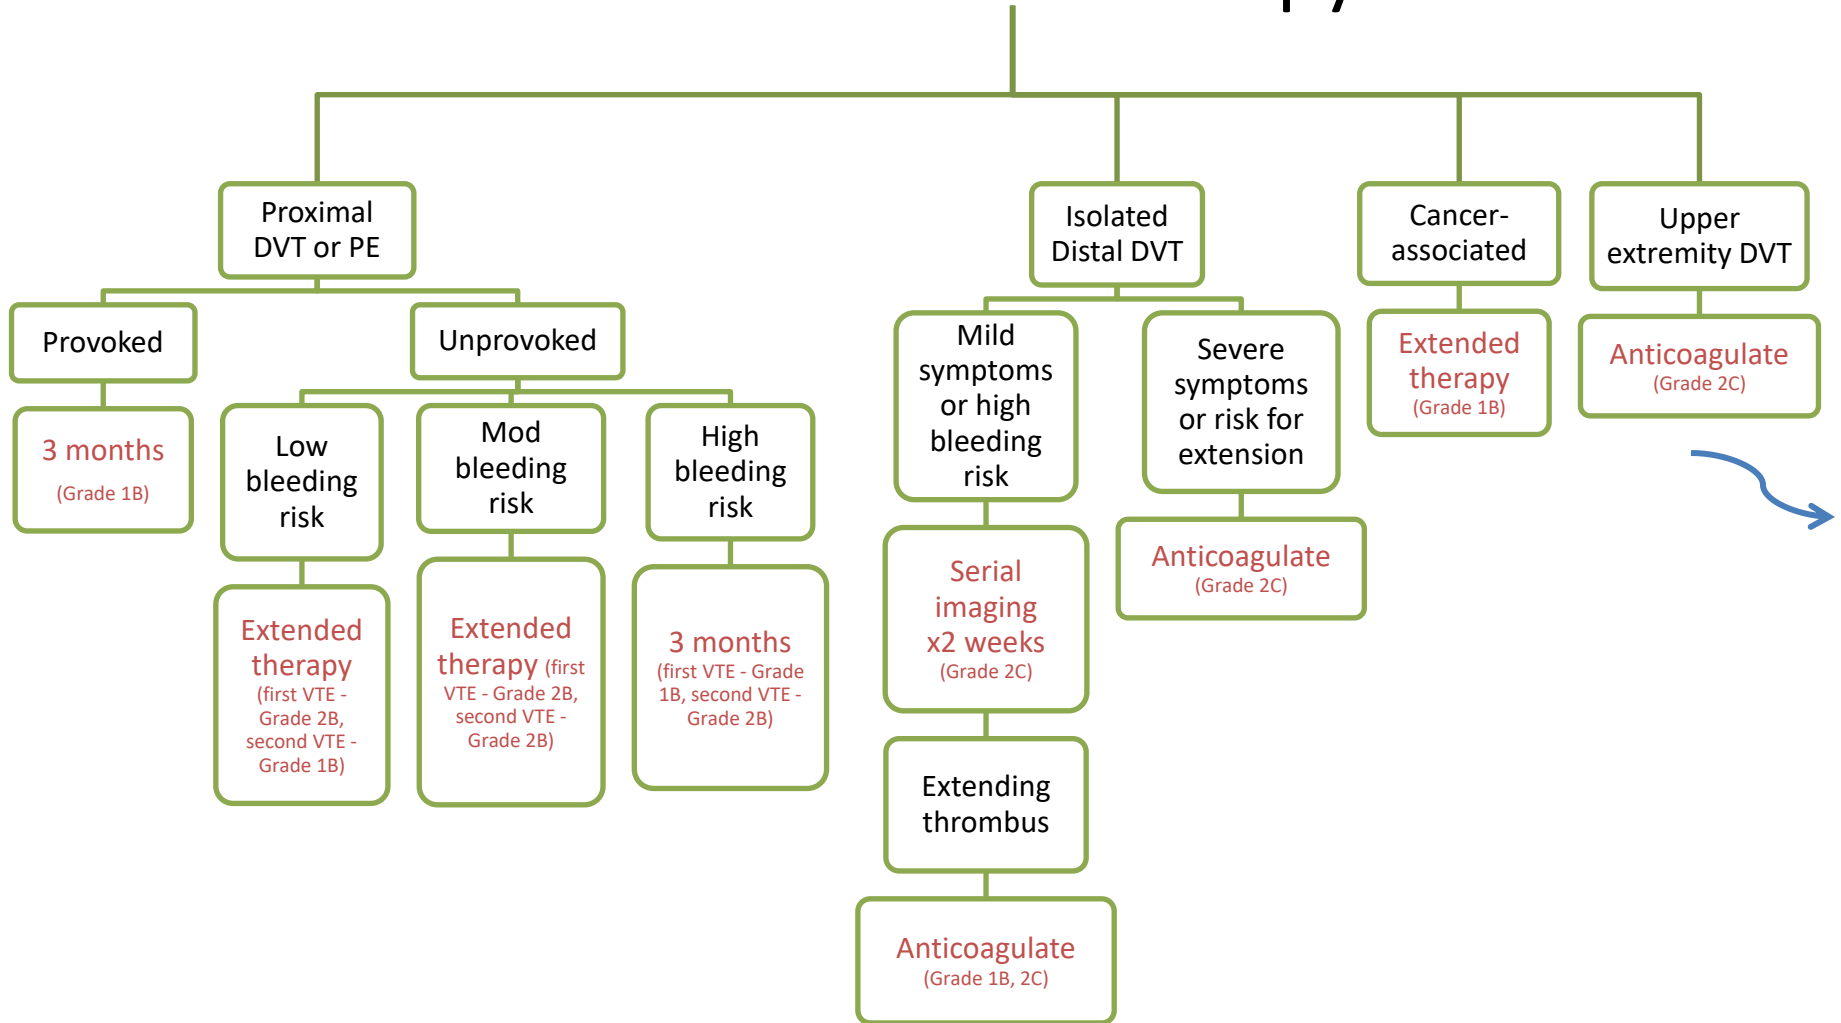 Proximal
DVT or PE
Provoked
3 months
(Grade 1B)
Unprovoked
Low
bleeding
risk
Extended
therapy
(first VTE -
Grade 2B,
second VTE -
Grade 1B)
Mod
bleeding
risk
Extended
therapy (first
VTE - Grade 2B,
second VTE -
Grade 2B)
High
bleeding
risk
3 months
(first VTE - Grade
1B, second VTE -
Grade 2B)
Isolated
Distal DVT
Mild
symptoms
or high
bleeding
risk
Serial
imaging
x2 weeks
(Grade 2C)
Extending
thrombus
Anticoagulate
(Grade 1B, 2C)
Severe
symptoms
or risk for
extension
Anticoagulate
(Grade 2C)
Cancer-
associated
Extended
therapy
(Grade 1B)
Upper
extremity DVT
Anticoagulate
(Grade 2C)